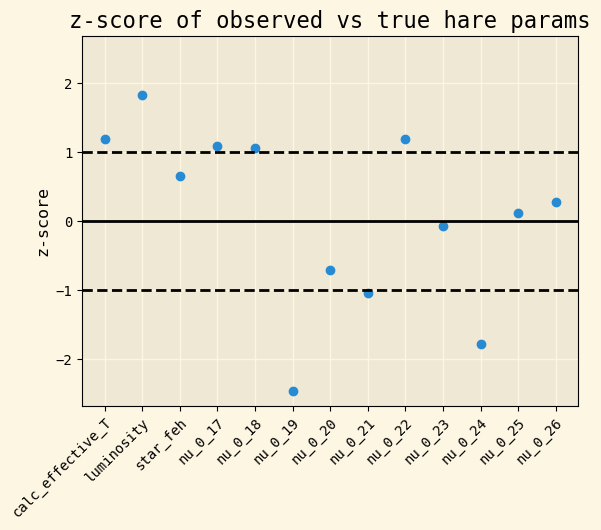 z-score of observed vs true hare params
z-score
2
1
0
−1
−2
calc_effective_T
luminosity
star_feh
nu_0_17
nu_0_18
nu_0_19
nu_0_20
nu_0_21
nu_0_22
nu_0_23
nu_0_24
nu_0_25
nu_0_26